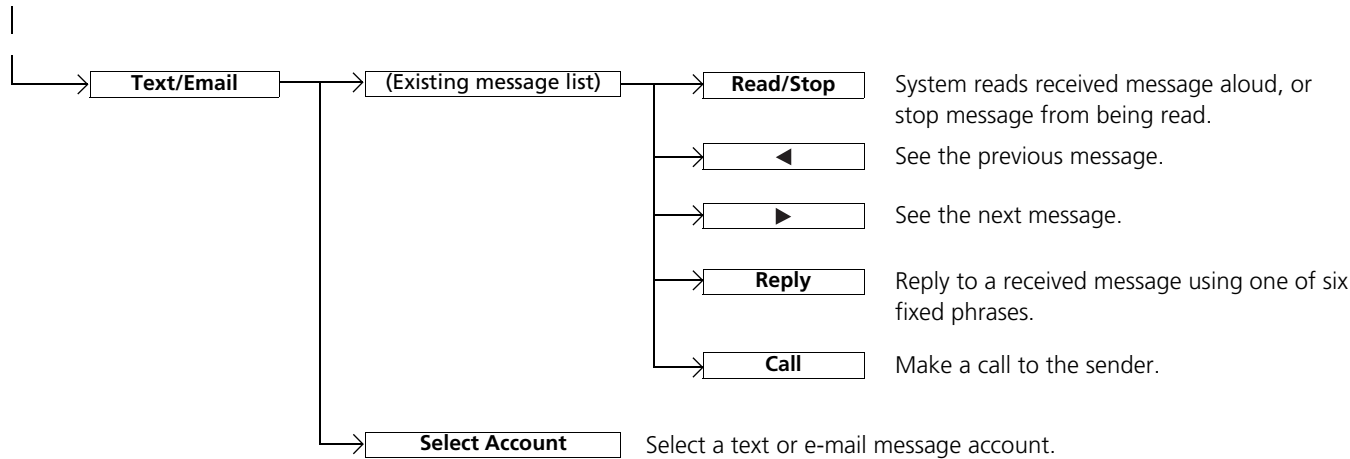 Text/Email
(Existing message list)
Read/Stop
System reads received message aloud, or
stop message from being read.
◀
See the previous message.
▶
See the next message.
Reply
Reply to a received message using one of six
fixed phrases.
Call
Make a call to the sender.
Select Account
Select a text or e-mail message account.